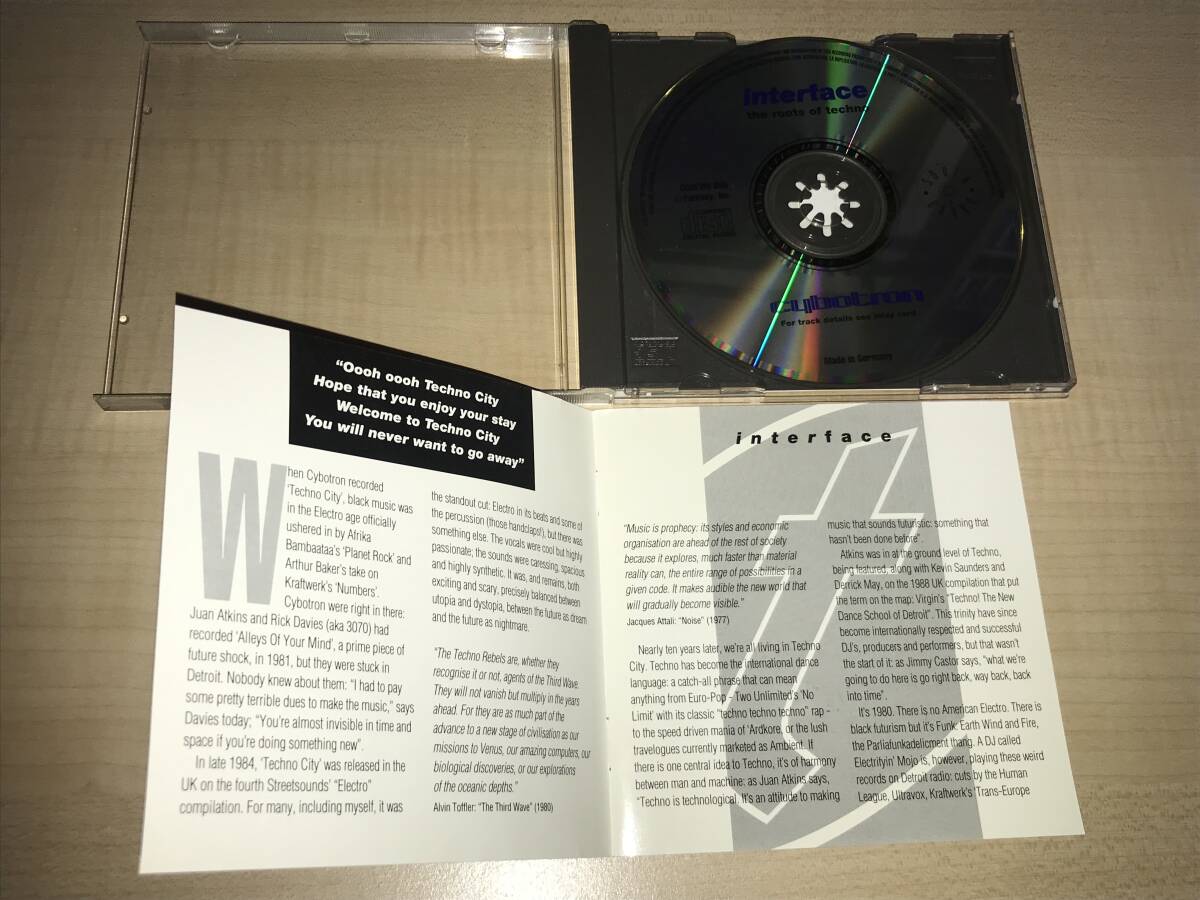 interface
the roots of techno
Fantasy, Inc.
cybotron
For track details see inlay card
Made in Germany
"Oooh oooh Techno City
Hope that you enjoy your stay
Welcome to Techno City
You will never want to go away"
When Cybotron recorded
'Techno City', black music was
in the Electro age officially
ushered in by Afrika
Bambaataa's 'Planet Rock' and
Arthur Baker's take on
Kraftwerk's 'Numbers'.
Cybotron were right in there:
Juan Atkins and Rick Davies (aka 3070) had
recorded 'Alleys Of Your Mind', a prime piece of
future shock, in 1981, but they were stuck in
Detroit. Nobody knew about them: "I had to pay
some pretty terrible dues to make the music," says
Davies today: "You're almost invisible in time and
space if you're doing something new".
In late 1984, 'Techno City' was released in the
UK on the fourth Streetsounds' "Electro"
compilation. For many, including myself, it was
the standout cut: Electro in its beats and some of
the percussion (those handclaps!), but there was
something else. The vocals were cool but highly
passionate; the sounds were caressing, spacious
and highly synthetic. It was, and remains, both
exciting and scary, precisely balanced between
utopia and dystopia, between the future as dream
and the future as nightmare.
"The Techno Rebels are, whether they
recognise it or not, agents of the Third Wave.
They will not vanish but multiply in the years
ahead. For they are as much part of the
advance to a new stage of civilisation as our
missions to Venus, our amazing computers, our
biological discoveries, or our explorations
of the oceanic depths."
Alvin Toffler: "The Third Wave" (1980)
interface
"Music is prophecy: its styles and economic
organisation are ahead of the rest of society
because it explores, much faster than material
reality can, the entire range of possibilities in a
given code. It makes audible the new world that
will gradually become visible."
Jacques Attali: "Noise" (1977)
Nearly ten years later, we're all living in Techno
City. Techno has become the international dance
language: a catch-all phrase that can mean
anything from Euro-Pop - Two Unlimited's 'No
Limit' with its classic "techno techno techno" rap -
to the speed driven mania of 'Ardkore, or the lush
travelogues currently marketed as Ambient. If
there is one central idea to Techno, it's of harmony
between man and machine: as Juan Atkins says,
"Techno is technological. It's an attitude to making
music that sounds futuristic: something that
hasn't been done before".
Atkins was in at the ground level of Techno,
being featured, along with Kevin Saunders and
Derrick May, on the 1988 UK compilation that put
the term on the map: Virgin's "Techno! The New
Dance School of Detroit". This trinity have since
become internationally respected and successful
DJ's, producers and performers, but that wasn't
the start of it: as Jimmy Castor says, "what we're
going to do here is go right back, way back, back
into time".
It's 1980. There is no American Electro. There is
black futurism but it's Funk: Earth Wind and Fire,
the Parliafunkadelicment thang. A DJ called
Electrifyin' Mojo is, however, playing these weird
records on Detroit radio: cuts by the Human
League, Ultravox, Kraftwerk's 'Trans-Europe